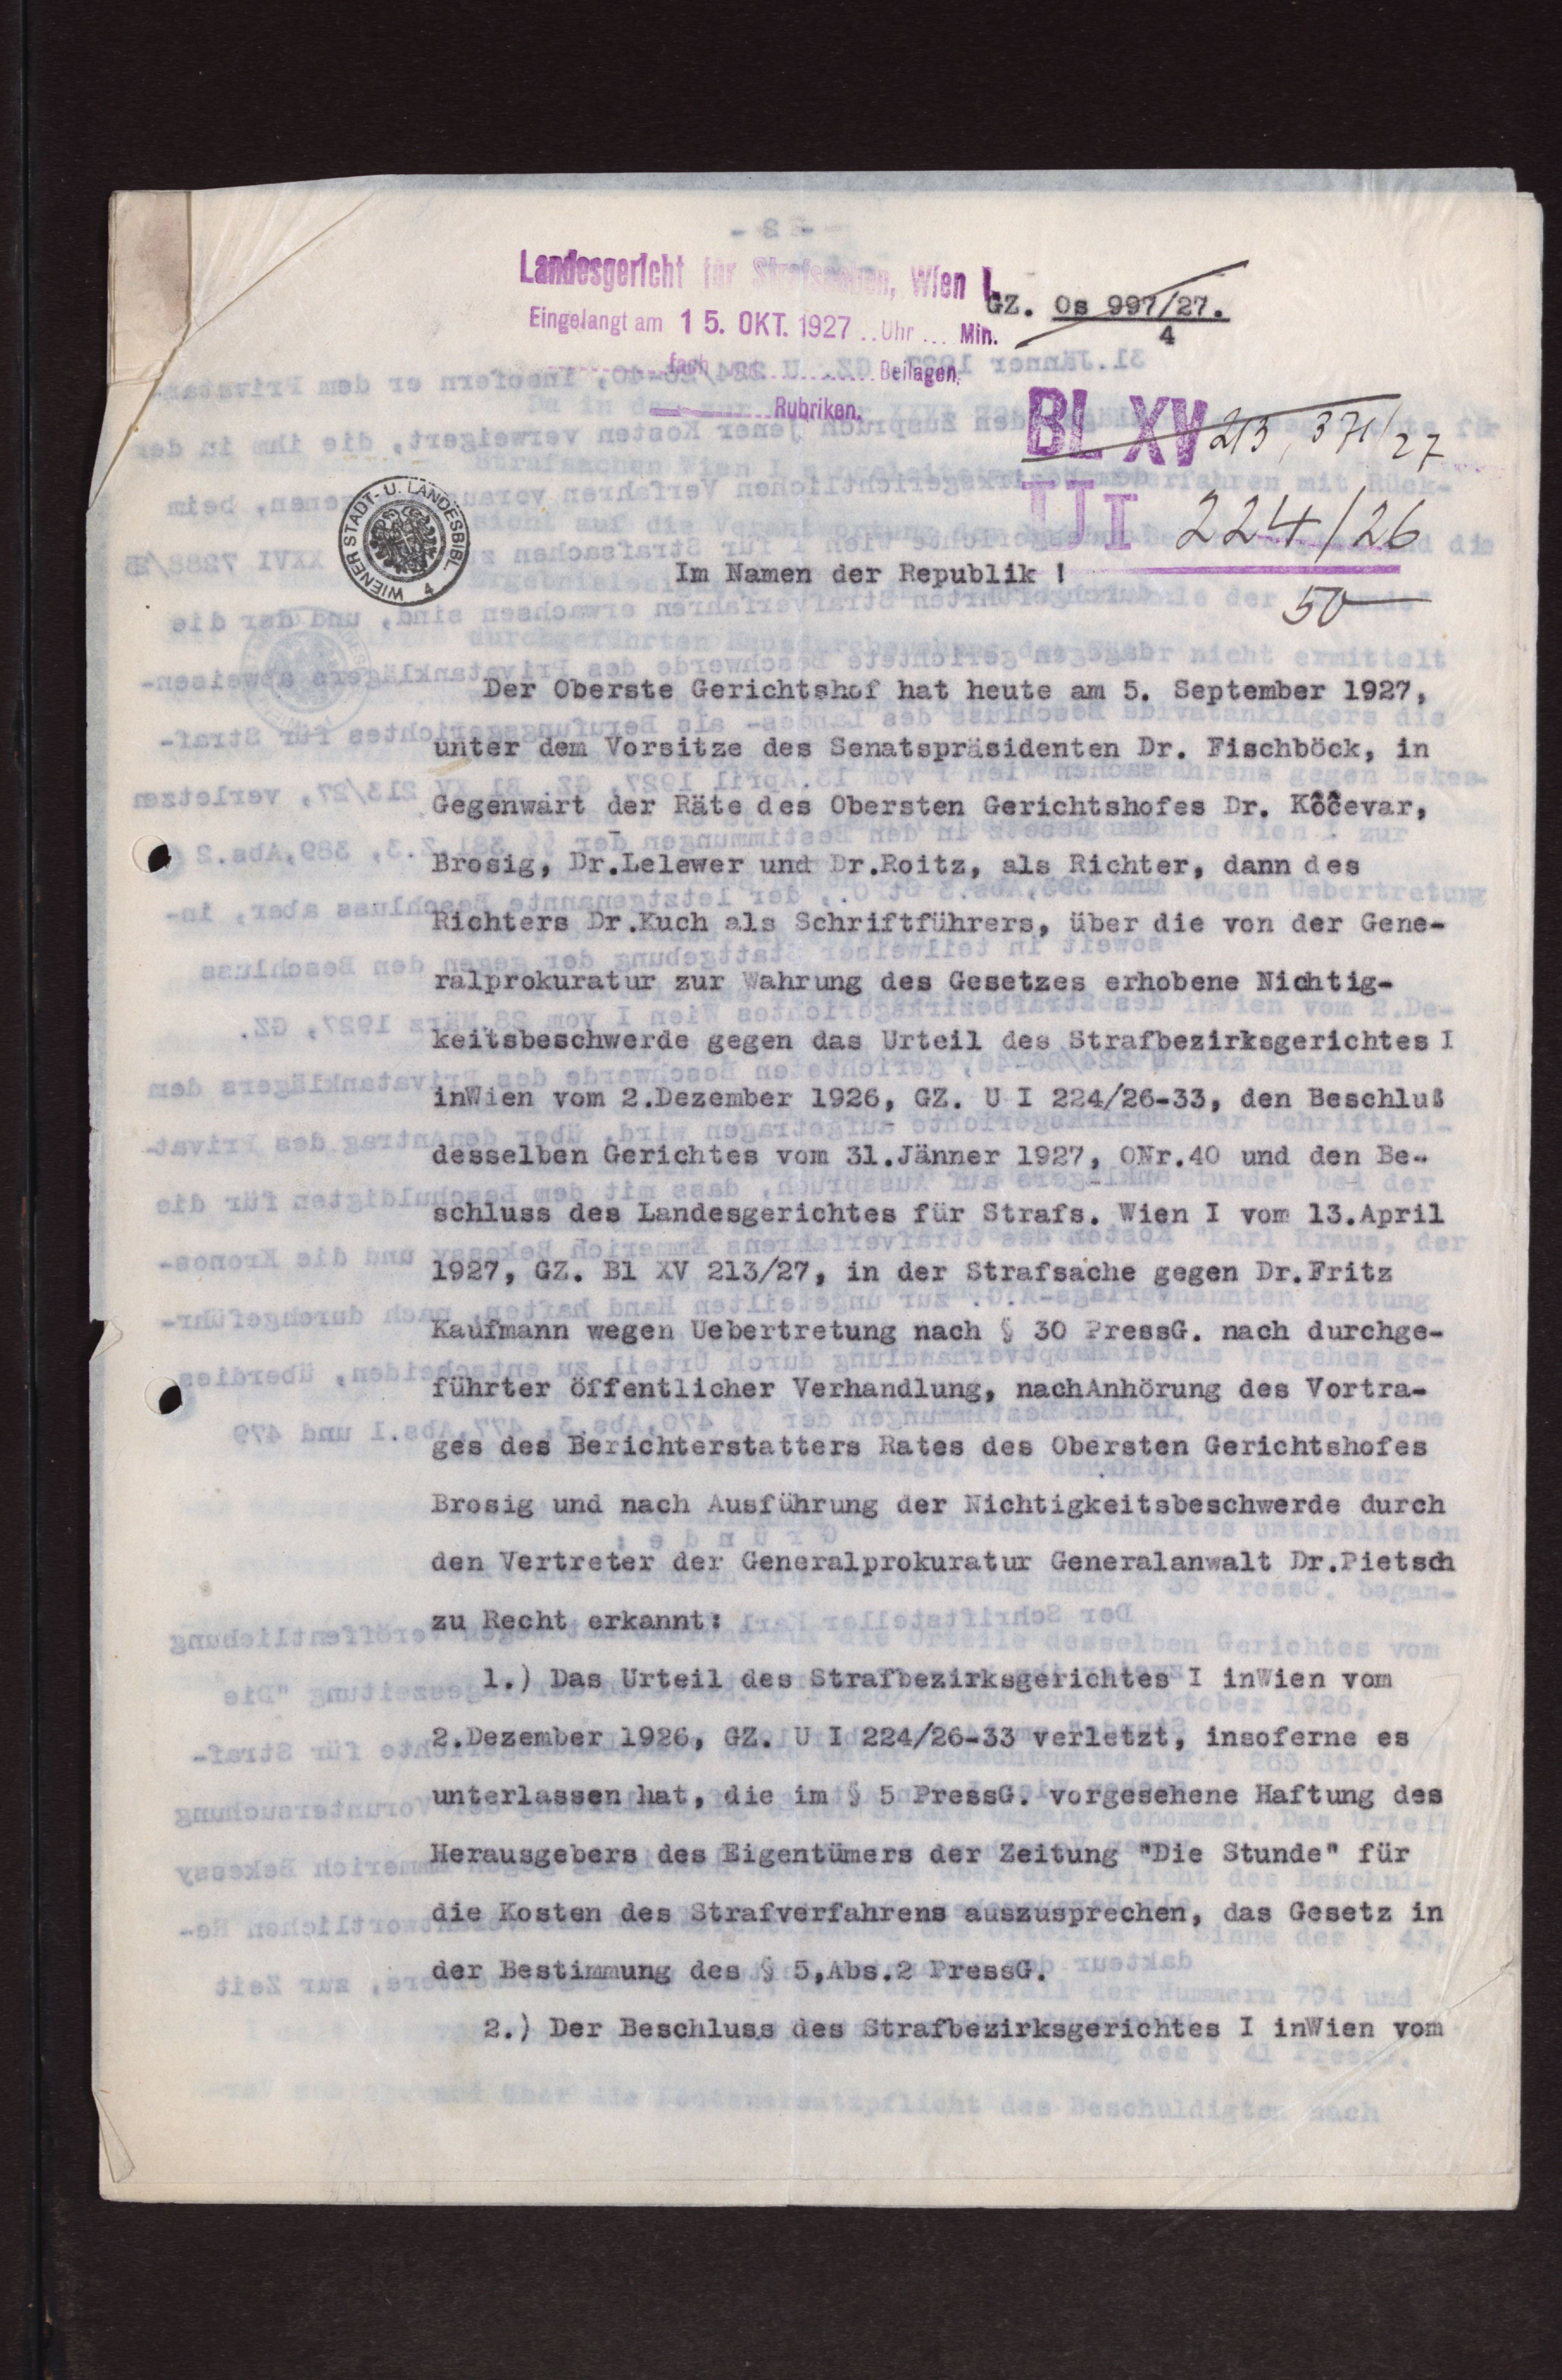 Landesgericht für Strafsachen, Wien I.
Eingelangt am 15. OKT. 1927 .. Uhr ... Min.
fach mit Beilagen,
Rubriken.
GZ. Os 997/27.
4
Bl XV 213, 371/27
U I 224/26
50
WIENER STADT- U. LANDESBIBL. 4
Im Namen der Republik !
Der Oberste Gerichtshof hat heute am 5. September 1927,
unter dem Vorsitze des Senatspräsidenten Dr. Fischböck, in
Gegenwart der Räte des Obersten Gerichtshofes Dr. Kôĉevar,
Brosig, Dr.Lelewer und Dr.Roitz, als Richter, dann des
Richters Dr.Kuch als Schriftführers, über die von der Gene-
ralprokuratur zur Wahrung des Gesetzes erhobene Nichtig-
keitsbeschwerde gegen das Urteil des Strafbezirksgerichtes I
inWien vom 2.Dezember 1926, GZ. U I 224/26-33, den Beschluß
desselben Gerichtes vom 31.Jänner 1927, ONr.40 und den Be-
schluss des Landesgerichtes für Strafs. Wien I vom 13.April
1927, GZ. Bl XV 213/27, in der Strafsache gegen Dr.Fritz
Kaufmann wegen Uebertretung nach § 30 PressG. nach durchge-
führter öffentlicher Verhandlung, nachAnhörung des Vortra-
ges des Berichterstatters Rates des Obersten Gerichtshofes
Brosig und nach Ausführung der Nichtigkeitsbeschwerde durch
den Vertreter der Generalprokuratur Generalanwalt Dr.Pietsch
zu Recht erkannt:
1.) Das Urteil des Strafbezirksgerichtes I inWien vom
2.Dezember 1926, GZ. U I 224/26-33 verletzt, insoferne es
unterlassen hat, die im § 5 PressG. vorgesehene Haftung des
Herausgebers des Eigentümers der Zeitung "Die Stunde" für
die Kosten des Strafverfahrens auszusprechen, das Gesetz in
der Bestimmung des § 5,Abs.2 PressG.
2.) Der Beschluss des Strafbezirksgerichtes I inWien vom